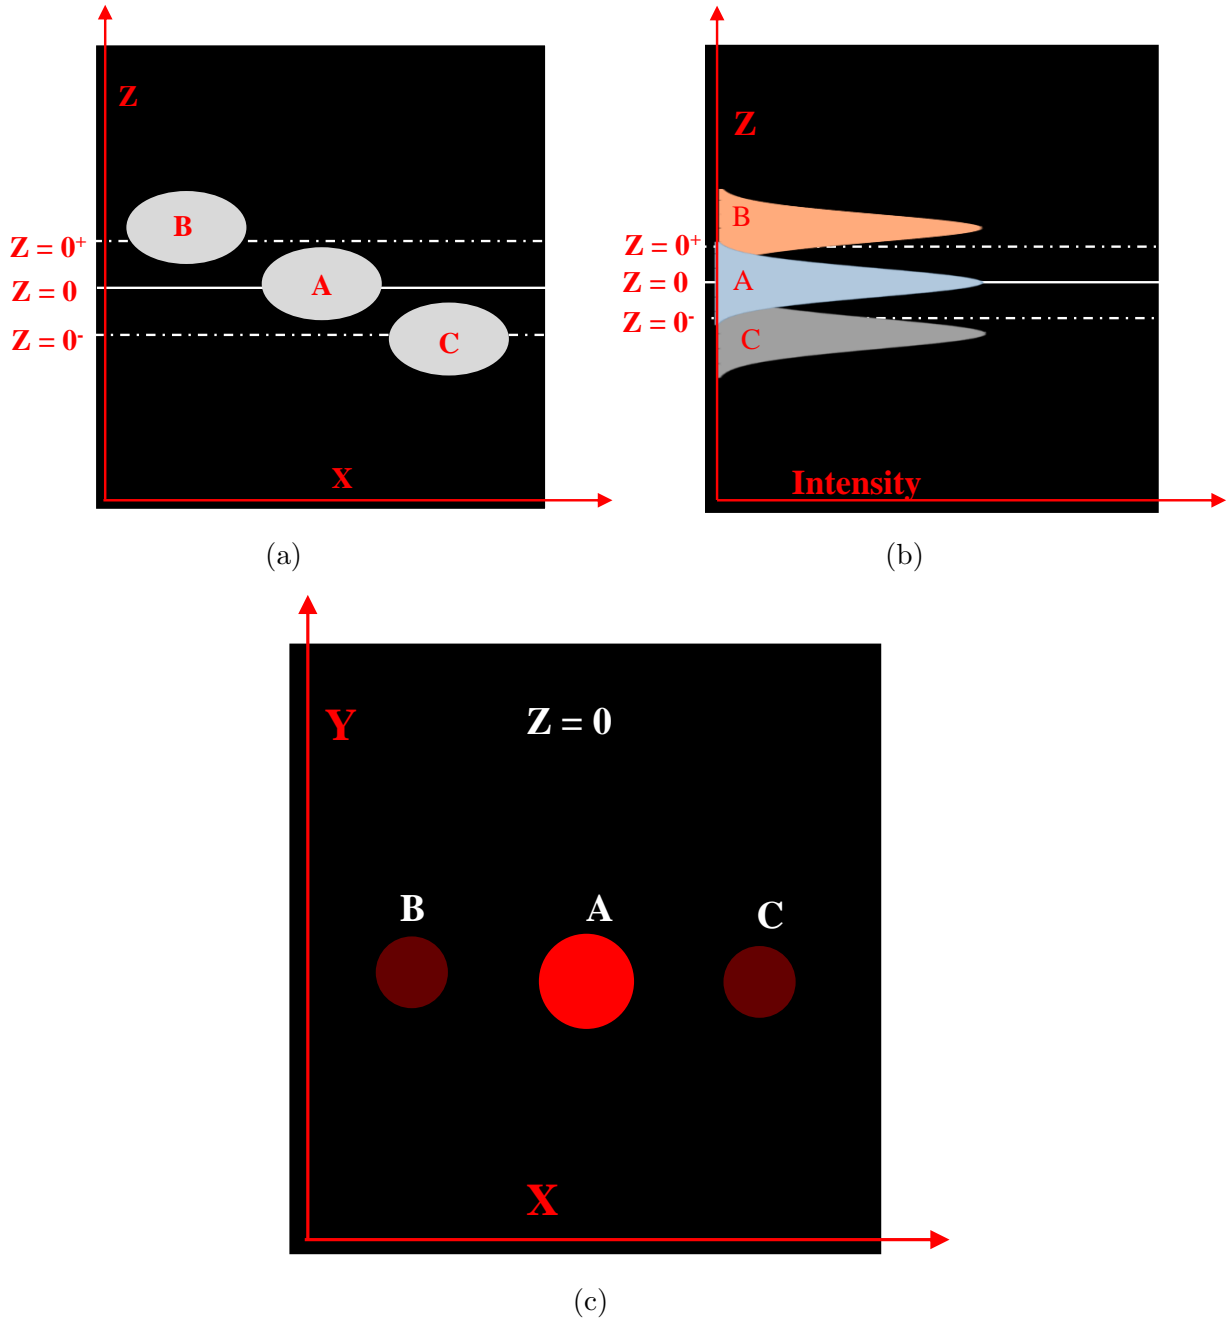 Z
B
Z = 0⁺
A
Z = 0
Z = 0⁻
C
X
(a)
Z
B
Z = 0⁺
A
Z = 0
Z = 0⁻
C
Intensity
(b)
Y
Z = 0
B
A
C
X
(c)